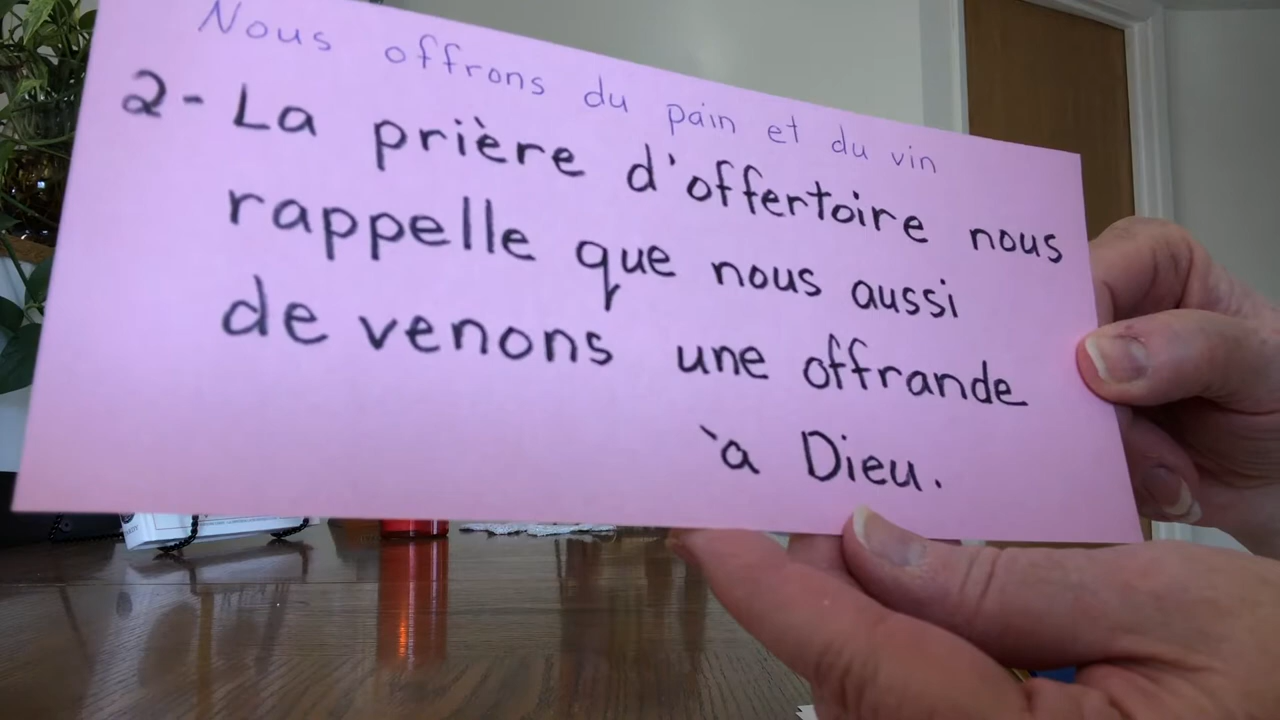 Nous offrons du pain et du vin
2- La prière d'offertoire nous
rappelle que nous aussi
devenons une offrande
à Dieu.